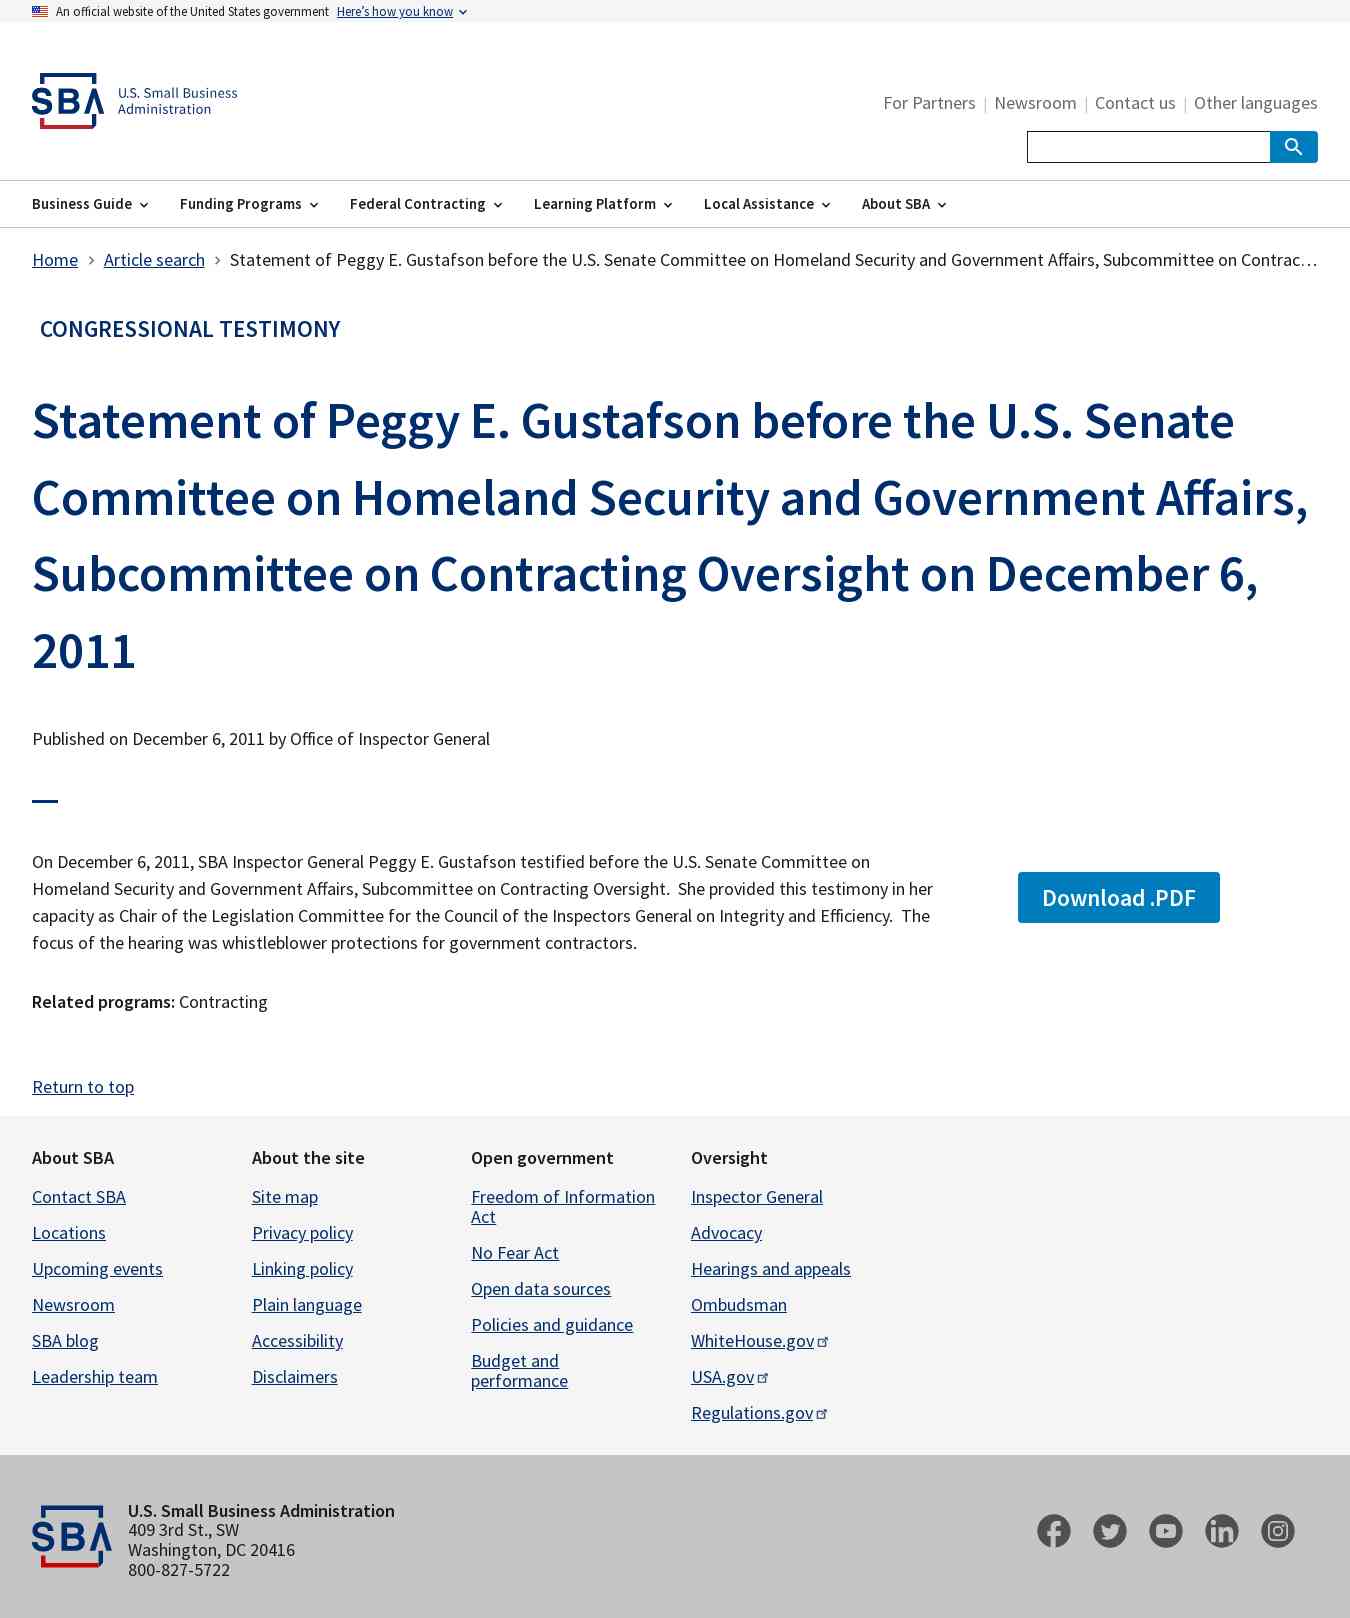 An official website of the United States government Here's how you know
SBA U.S. Small Business
Administration
For Partners | Newsroom | Contact us | Other languages
Business Guide Funding Programs Federal Contracting Learning Platform Local Assistance About SBA
Home > Article search > Statement of Peggy E. Gustafson before the U.S. Senate Committee on Homeland Security and Government Affairs, Subcommittee on Contrac…
CONGRESSIONAL TESTIMONY
Statement of Peggy E. Gustafson before the U.S. Senate
Committee on Homeland Security and Government Affairs,
Subcommittee on Contracting Oversight on December 6,
2011
Published on December 6, 2011 by Office of Inspector General
On December 6, 2011, SBA Inspector General Peggy E. Gustafson testified before the U.S. Senate Committee on
Homeland Security and Government Affairs, Subcommittee on Contracting Oversight.  She provided this testimony in her
capacity as Chair of the Legislation Committee for the Council of the Inspectors General on Integrity and Efficiency.  The
focus of the hearing was whistleblower protections for government contractors.
Download .PDF
Related programs: Contracting
Return to top
About SBA
Contact SBA
Locations
Upcoming events
Newsroom
SBA blog
Leadership team
About the site
Site map
Privacy policy
Linking policy
Plain language
Accessibility
Disclaimers
Open government
Freedom of Information
Act
No Fear Act
Open data sources
Policies and guidance
Budget and
performance
Oversight
Inspector General
Advocacy
Hearings and appeals
Ombudsman
WhiteHouse.gov
USA.gov
Regulations.gov
SBA
U.S. Small Business Administration
409 3rd St., SW
Washington, DC 20416
800-827-5722